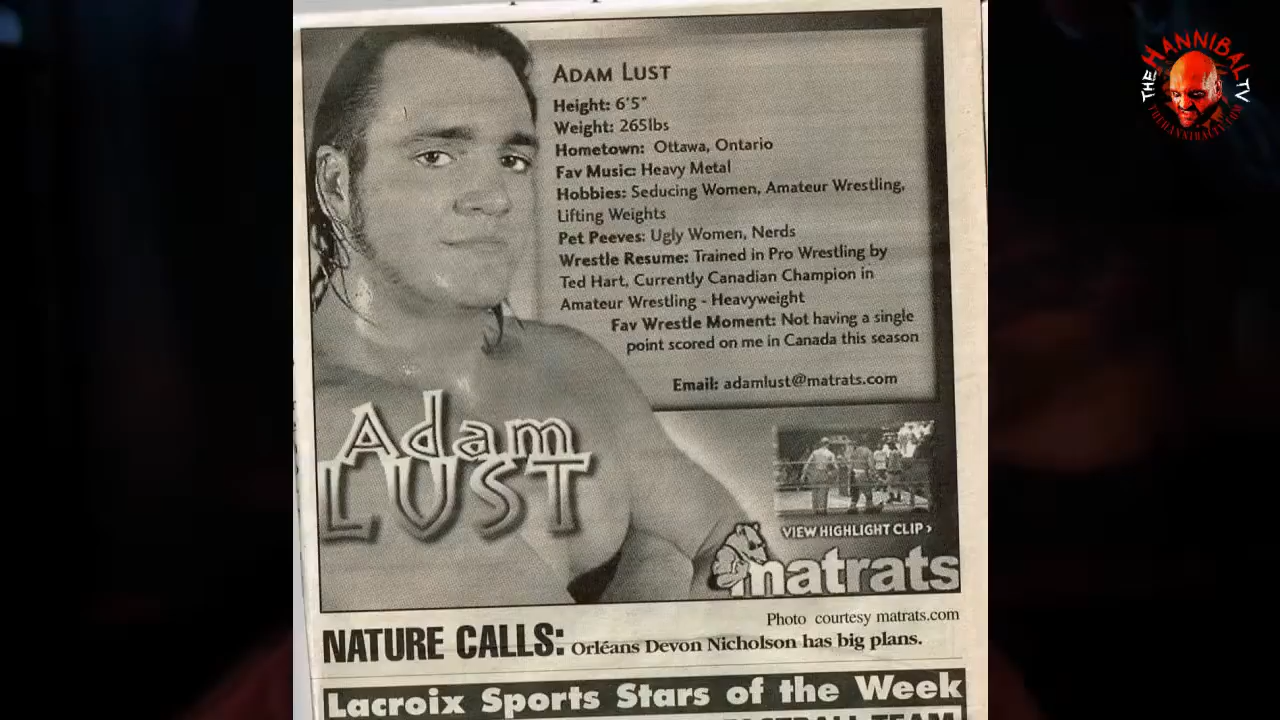 ADAM LUST
Height: 6'5"
Weight: 265lbs
Hometown: Ottawa, Ontario
Fav Music: Heavy Metal
Hobbies: Seducing Women, Amateur Wrestling,
Lifting Weights
Pet Peeves: Ugly Women, Nerds
Wrestle Resume: Trained in Pro Wrestling by
Ted Hart, Currently Canadian Champion in
Amateur Wrestling - Heavyweight
Fav Wrestle Moment: Not having a single
point scored on me in Canada this season
Email: adamlust@matrats.com
Adam
LUST
VIEW HIGHLIGHT CLIP ›
matrats
Photo courtesy matrats.com
NATURE CALLS: Orléans Devon Nicholson has big plans.
Lacroix Sports Stars of the Week
FOOTBALL TEAM
THE HANNIBAL TV
THEHANNIBALTV.COM